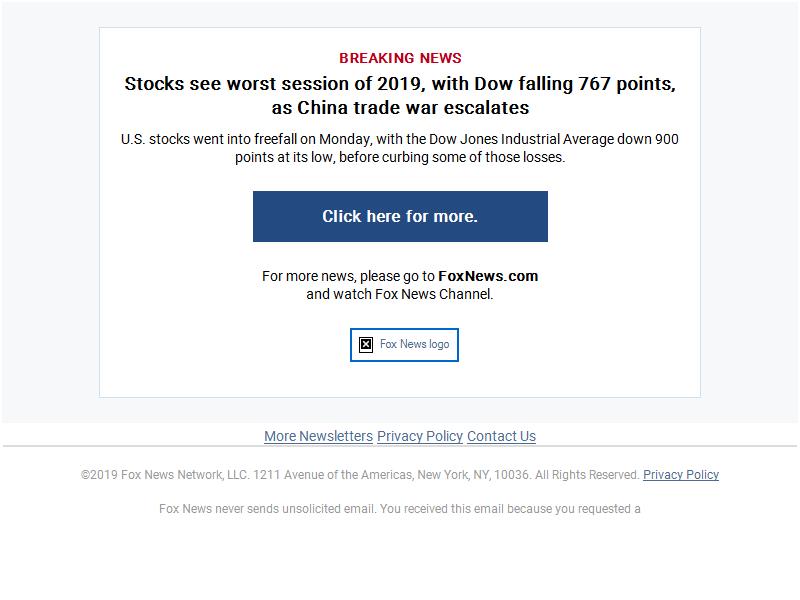 BREAKING NEWS
Stocks see worst session of 2019, with Dow falling 767 points,
as China trade war escalates
U.S. stocks went into freefall on Monday, with the Dow Jones Industrial Average down 900
points at its low, before curbing some of those losses.
Click here for more.
For more news, please go to FoxNews.com
and watch Fox News Channel.
Fox News logo
More Newsletters Privacy Policy Contact Us
©2019 Fox News Network, LLC. 1211 Avenue of the Americas, New York, NY, 10036. All Rights Reserved. Privacy Policy
Fox News never sends unsolicited email. You received this email because you requested a